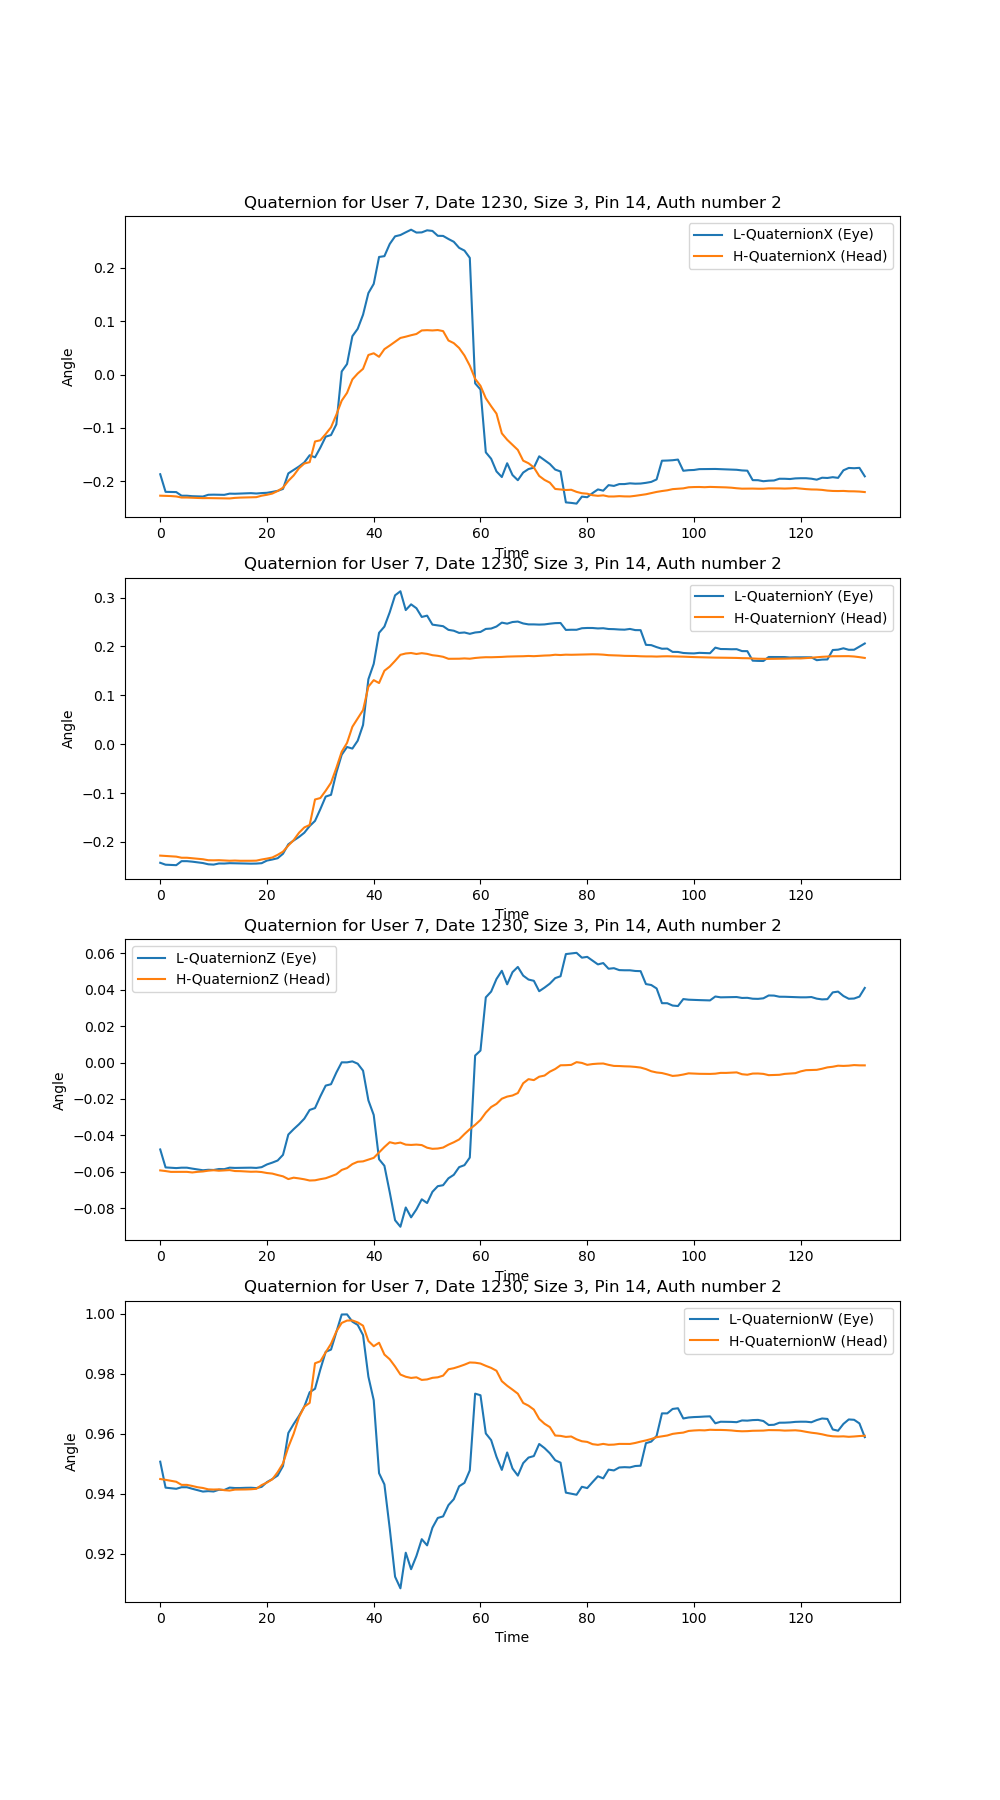 Quaternion for User 7, Date 1230, Size 3, Pin 14, Auth number 2
L-QuaternionX (Eye)
H-QuaternionX (Head)
Angle
0.2
0.1
0.0
−0.1
−0.2
0 20 40 60 80 100 120
Time
Quaternion for User 7, Date 1230, Size 3, Pin 14, Auth number 2
L-QuaternionY (Eye)
H-QuaternionY (Head)
Angle
0.3
0.2
0.1
0.0
−0.1
−0.2
0 20 40 60 80 100 120
Time
Quaternion for User 7, Date 1230, Size 3, Pin 14, Auth number 2
L-QuaternionZ (Eye)
H-QuaternionZ (Head)
Angle
0.06
0.04
0.02
0.00
−0.02
−0.04
−0.06
−0.08
0 20 40 60 80 100 120
Time
Quaternion for User 7, Date 1230, Size 3, Pin 14, Auth number 2
L-QuaternionW (Eye)
H-QuaternionW (Head)
Angle
1.00
0.98
0.96
0.94
0.92
0 20 40 60 80 100 120
Time